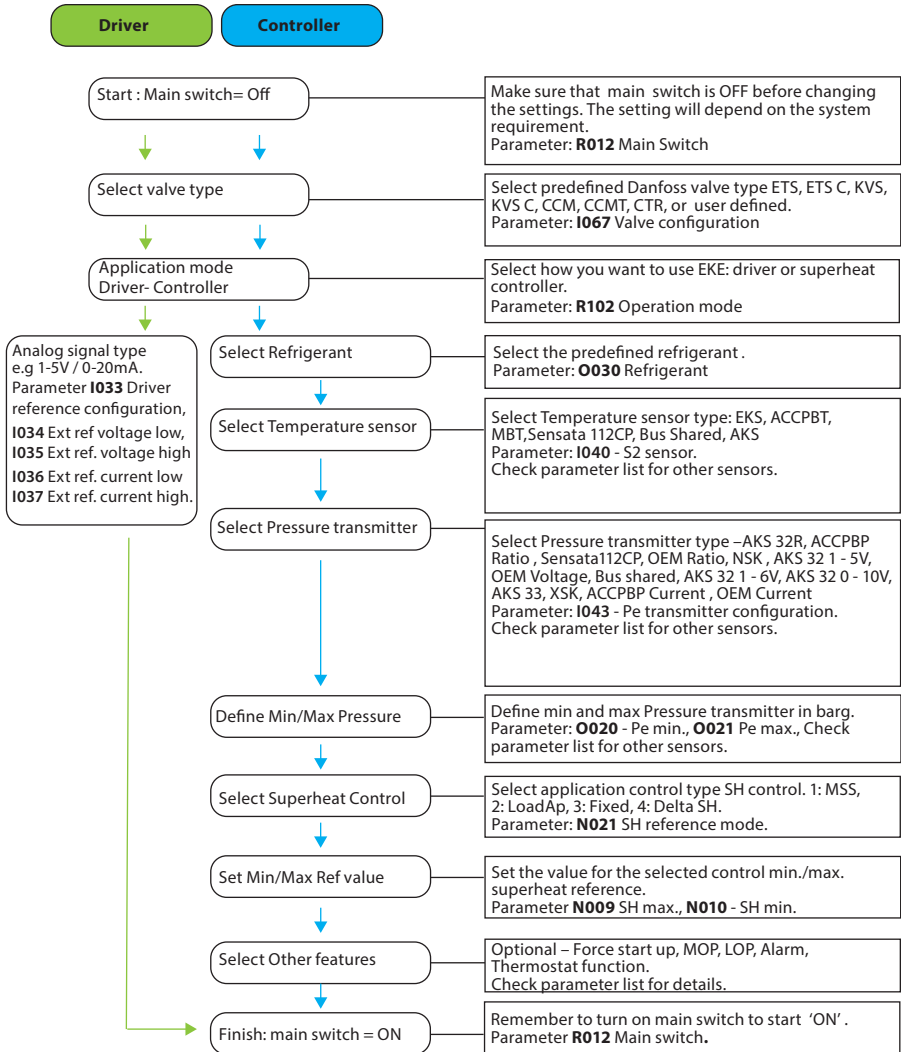 Driver
Controller
Start : Main switch= Off
Make sure that main switch is OFF before changing
the settings. The setting will depend on the system
requirement.
Parameter: R012 Main Switch
Select valve type
Select predefined Danfoss valve type ETS, ETS C, KVS,
KVS C, CCM, CCMT, CTR, or user defined.
Parameter: I067 Valve configuration
Application mode
Driver- Controller
Select how you want to use EKE: driver or superheat
controller.
Parameter: R102 Operation mode
Analog signal type
e.g 1-5V / 0-20mA.
Parameter I033 Driver
reference configuration,
I034 Ext ref voltage low,
I035 Ext ref. voltage high
I036 Ext ref. current low
I037 Ext ref. current high.
Select Refrigerant
Select the predefined refrigerant .
Parameter: O030 Refrigerant
Select Temperature sensor
Select Temperature sensor type: EKS, ACCPBT,
MBT,Sensata 112CP, Bus Shared, AKS
Parameter: I040 - S2 sensor.
Check parameter list for other sensors.
Select Pressure transmitter
Select Pressure transmitter type –AKS 32R, ACCPBP
Ratio , Sensata112CP, OEM Ratio, NSK , AKS 32 1 - 5V,
OEM Voltage, Bus shared, AKS 32 1 - 6V, AKS 32 0 - 10V,
AKS 33, XSK, ACCPBP Current , OEM Current
Parameter: I043 - Pe transmitter configuration.
Check parameter list for other sensors.
Define Min/Max Pressure
Define min and max Pressure transmitter in barg.
Parameter: O020 - Pe min., O021 Pe max., Check
parameter list for other sensors.
Select Superheat Control
Select application control type SH control. 1: MSS,
2: LoadAp, 3: Fixed, 4: Delta SH.
Parameter: N021 SH reference mode.
Set Min/Max Ref value
Set the value for the selected control min./max.
superheat reference.
Parameter N009 SH max., N010 - SH min.
Select Other features
Optional – Force start up, MOP, LOP, Alarm,
Thermostat function.
Check parameter list for details.
Finish: main switch = ON
Remember to turn on main switch to start ‘ON’ .
Parameter R012 Main switch.